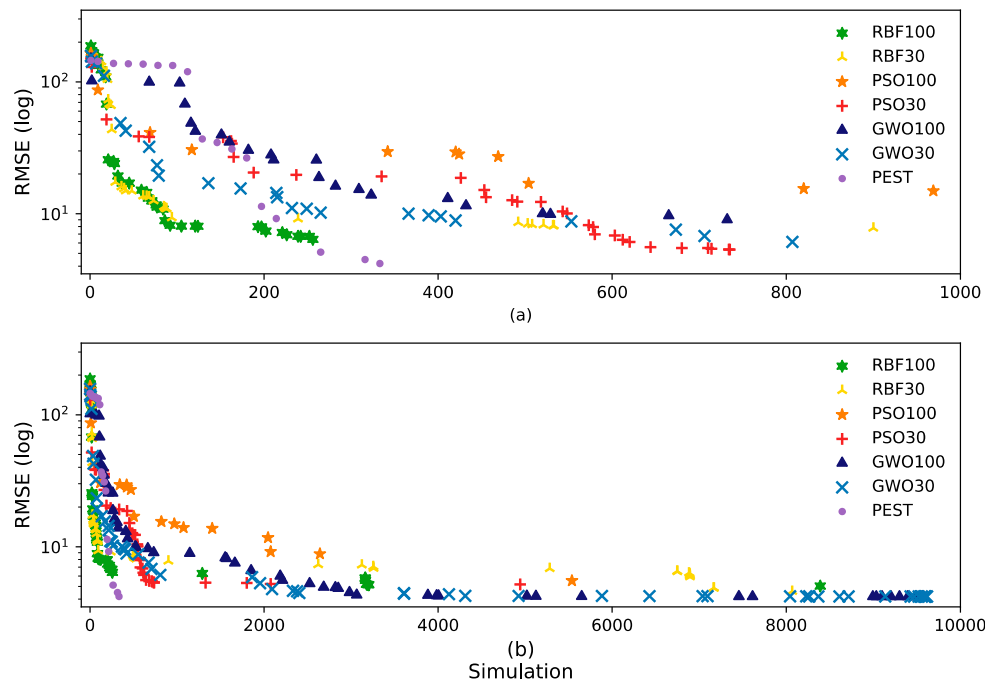 RMSE (log)
10²
10¹
RBF100
RBF30
PSO100
PSO30
GWO100
GWO30
PEST
0
200
400
600
800
1000
(a)
RMSE (log)
10²
10¹
RBF100
RBF30
PSO100
PSO30
GWO100
GWO30
PEST
0
2000
4000
6000
8000
10000
(b)
Simulation